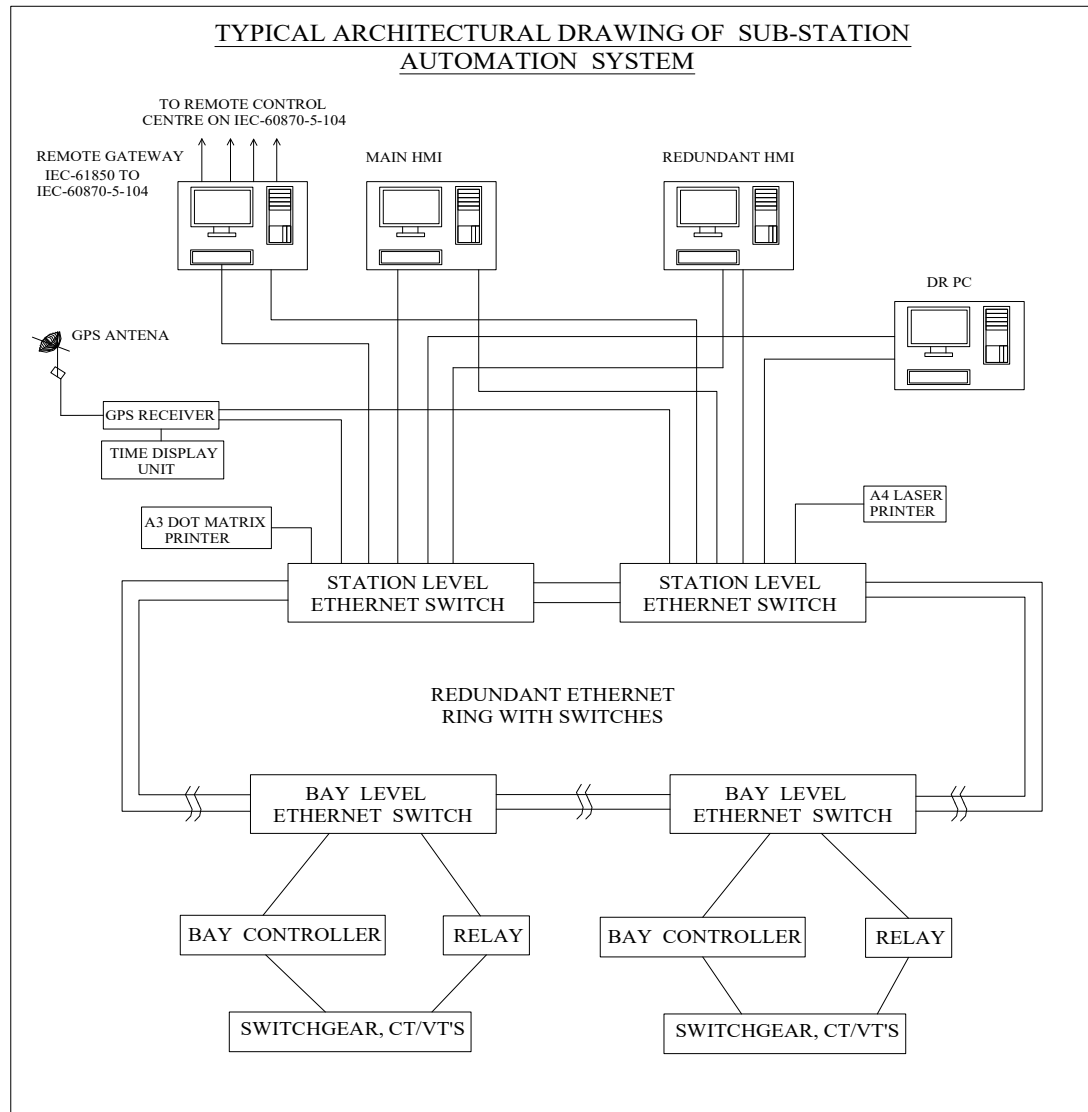 TYPICAL ARCHITECTURAL DRAWING OF SUB-STATION
AUTOMATION SYSTEM
TO REMOTE CONTROL
CENTRE ON IEC-60870-5-104
REMOTE GATEWAY
IEC-61850 TO
IEC-60870-5-104
MAIN HMI
REDUNDANT HMI
DR PC
GPS ANTENA
GPS RECEIVER
TIME DISPLAY
UNIT
A3 DOT MATRIX
PRINTER
A4 LASER
PRINTER
STATION LEVEL
ETHERNET SWITCH
STATION LEVEL
ETHERNET SWITCH
REDUNDANT ETHERNET
RING WITH SWITCHES
BAY LEVEL
ETHERNET SWITCH
BAY LEVEL
ETHERNET SWITCH
BAY CONTROLLER
RELAY
BAY CONTROLLER
RELAY
SWITCHGEAR, CT/VT'S
SWITCHGEAR, CT/VT'S